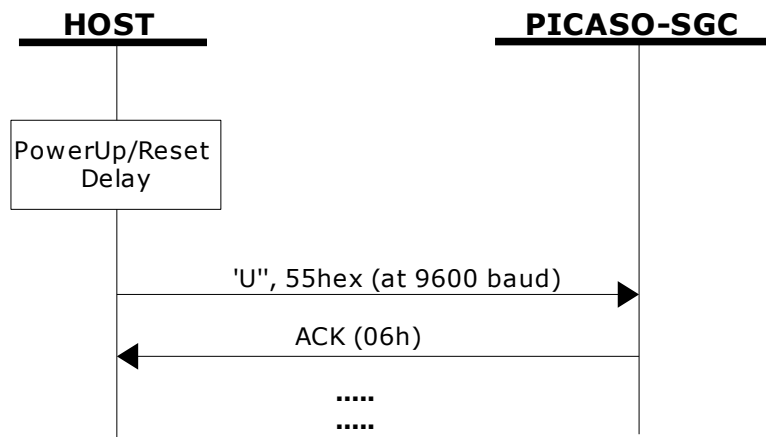 HOST
PICASO-SGC
PowerUp/Reset
Delay
'U'', 55hex (at 9600 baud)
ACK (06h)
.....
.....